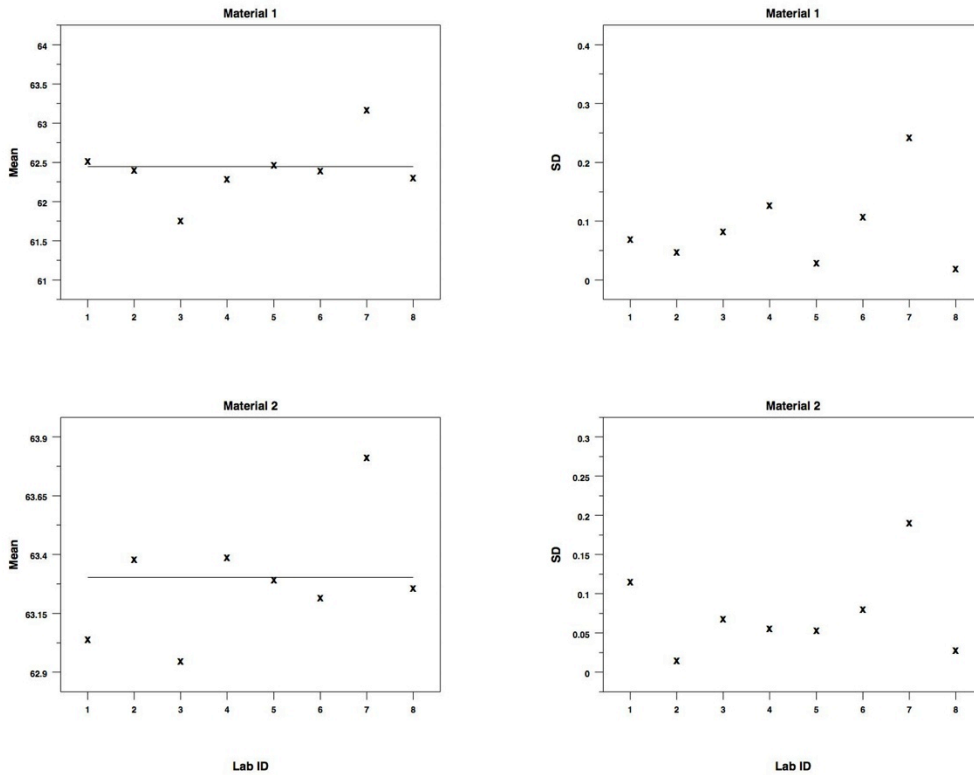 Material 1
Mean
64
63.5
63
62.5
62
61.5
61
1 2 3 4 5 6 7 8
Material 1
SD
0.4
0.3
0.2
0.1
0
1 2 3 4 5 6 7 8
Material 2
Mean
63.9
63.65
63.4
63.15
62.9
1 2 3 4 5 6 7 8
Lab ID
Material 2
SD
0.3
0.25
0.2
0.15
0.1
0.05
0
1 2 3 4 5 6 7 8
Lab ID